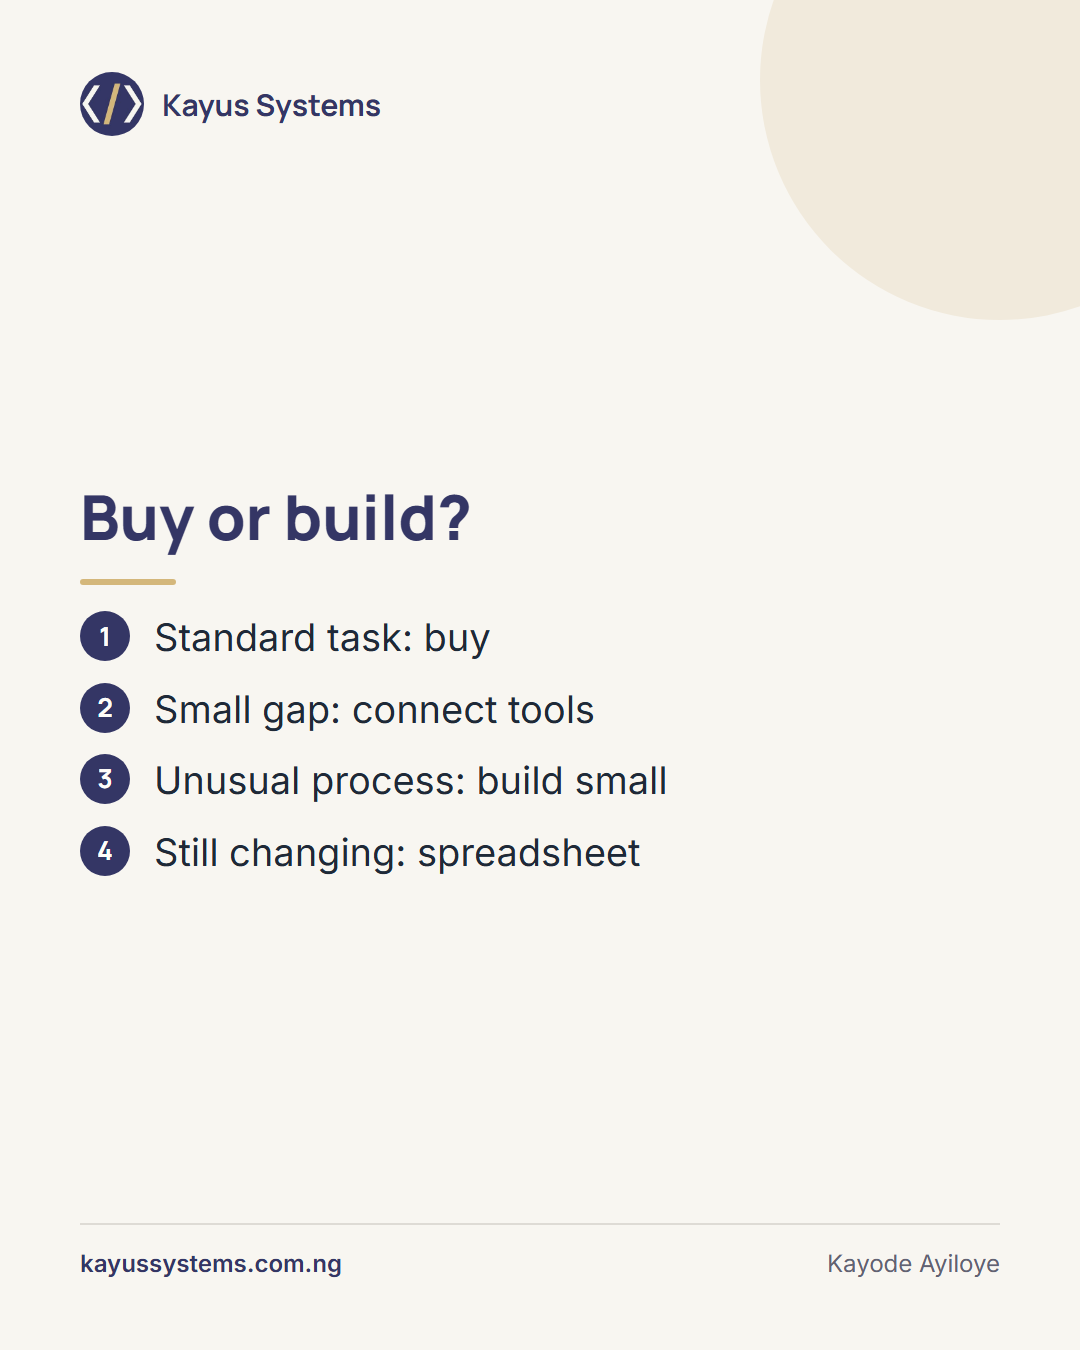 Kayus Systems
Buy or build?
1 Standard task: buy
2 Small gap: connect tools
3 Unusual process: build small
4 Still changing: spreadsheet
kayussystems.com.ng
Kayode Ayiloye